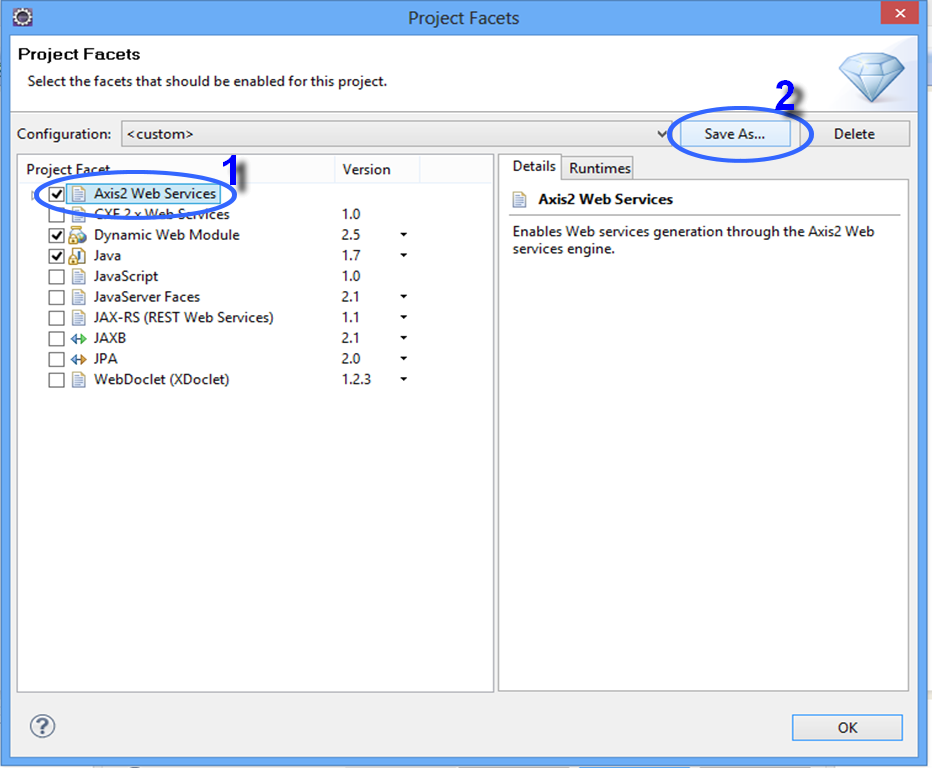 Project Facets
Project Facets
Select the facets that should be enabled for this project.
2
Configuration: <custom> Save As... Delete
Project Facet Version
1
Axis2 Web Services
CXF 2.x Web Services 1.0
Dynamic Web Module 2.5
Java 1.7
JavaScript 1.0
JavaServer Faces 2.1
JAX-RS (REST Web Services) 1.1
JAXB 2.1
JPA 2.0
WebDoclet (XDoclet) 1.2.3
Details Runtimes
Axis2 Web Services
Enables Web services generation through the Axis2 Web
services engine.
?
OK